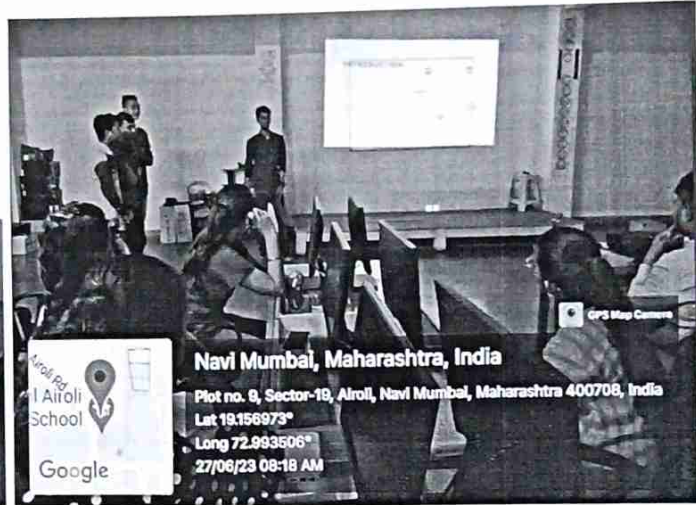 GPS Map Camera
Navi Mumbai, Maharashtra, India
Plot no. 9, Sector-19, Airoli, Navi Mumbai, Maharashtra 400708, India
Lat 19.156973°
Long 72.993506°
27/06/23 08:18 AM
Airoli Rd
l Airoli
School
Google